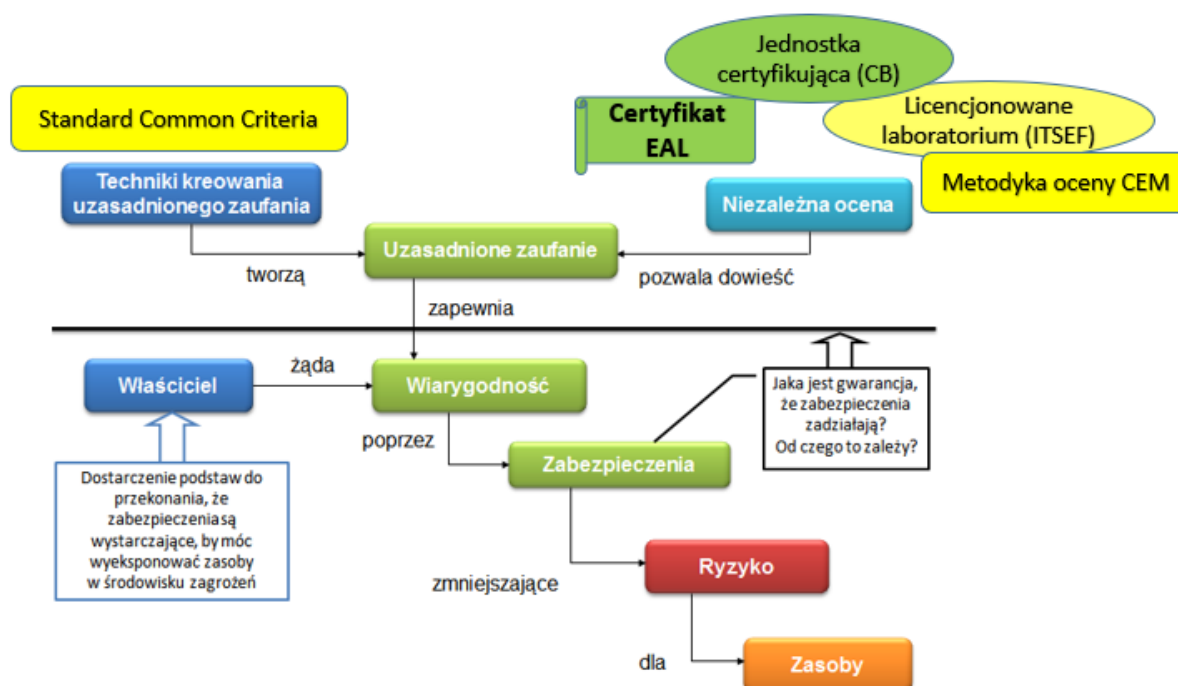 Jednostka
certyfikująca (CB)
Standard Common Criteria
Certyfikat
EAL
Licencjonowane
laboratorium (ITSEF)
Metodyka oceny CEM
Techniki kreowania
uzasadnionego zaufania
Niezależna ocena
Uzasadnione zaufanie
tworzą
pozwala dowieść
zapewnia
Właściciel
żąda
Wiarygodność
Jaka jest gwarancja,
że zabezpieczenia
zadziałają?
Od czego to zależy?
poprzez
Zabezpieczenia
Dostarczenie podstaw do
przekonania, że
zabezpieczenia są
wystarczające, by móc
wyeksponować zasoby
w środowisku zagrożeń
Ryzyko
zmniejszające
dla
Zasoby